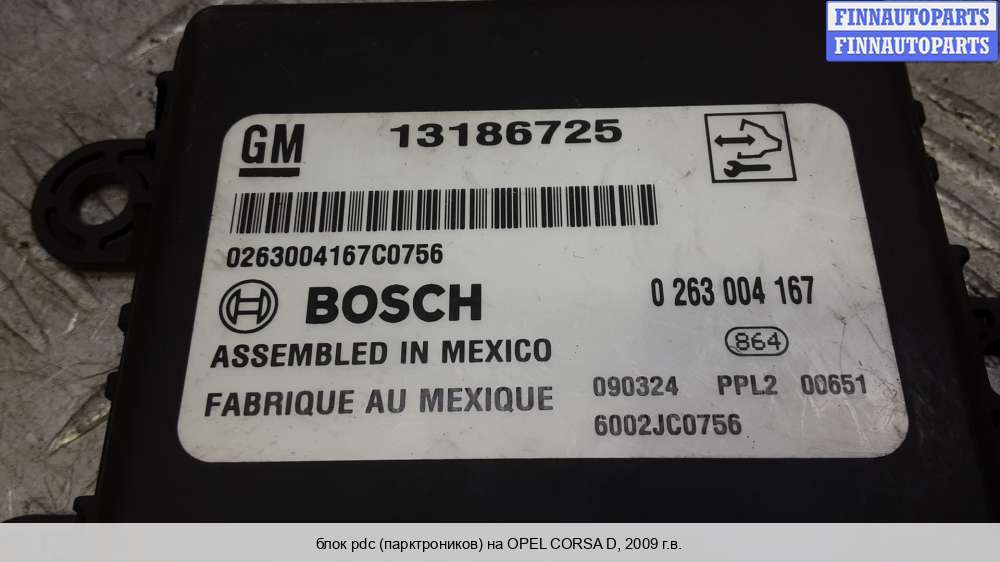 FINNAUTOPARTS
FINNAUTOPARTS
GM 13186725
0263004167C0756
BOSCH 0 263 004 167
864
ASSEMBLED IN MEXICO
FABRIQUE AU MEXIQUE 090324 PPL2 00651
6002JC0756
блок pdc (парктроников) на OPEL CORSA D, 2009 г.в.